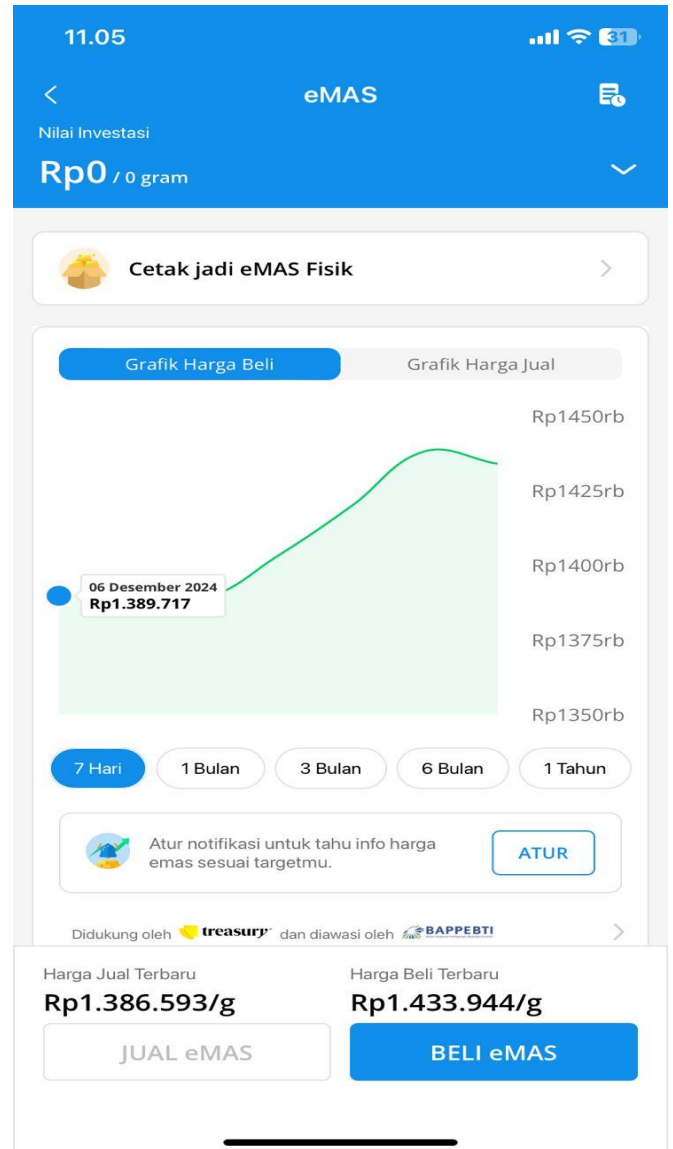 11.05
31
eMAS
Nilai Investasi
Rp0 / 0 gram
Cetak jadi eMAS Fisik
Grafik Harga Beli
Grafik Harga Jual
Rp1450rb
Rp1425rb
Rp1400rb
06 Desember 2024
Rp1.389.717
Rp1375rb
Rp1350rb
7 Hari
1 Bulan
3 Bulan
6 Bulan
1 Tahun
Atur notifikasi untuk tahu info harga
emas sesuai targetmu.
ATUR
Didukung oleh treasury dan diawasi oleh BAPPEBTI
Harga Jual Terbaru
Rp1.386.593/g
Harga Beli Terbaru
Rp1.433.944/g
JUAL eMAS
BELI eMAS